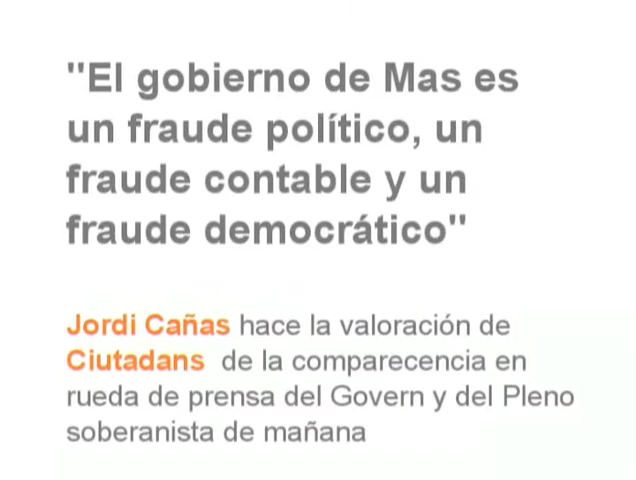 "El gobierno de Mas es
un fraude político, un
fraude contable y un
fraude democrático"
Jordi Cañas hace la valoración de
Ciutadans de la comparecencia en
rueda de prensa del Govern y del Pleno
soberanista de mañana